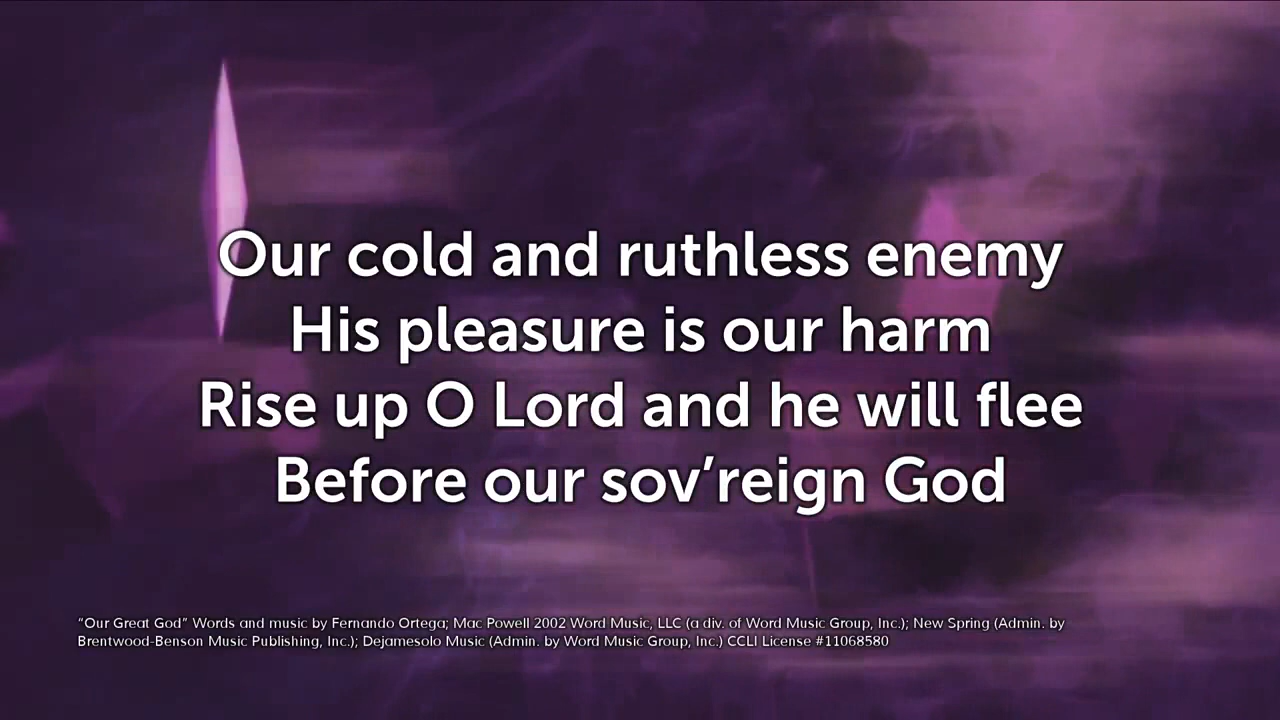 Our cold and ruthless enemy
His pleasure is our harm
Rise up O Lord and he will flee
Before our sov’reign God
“Our Great God” Words and music by Fernando Ortega; Mac Powell 2002 Word Music, LLC (a div. of Word Music Group, Inc.); New Spring (Admin. by
Brentwood-Benson Music Publishing, Inc.); Dejamesolo Music (Admin. by Word Music Group, Inc.) CCLI License #11068580